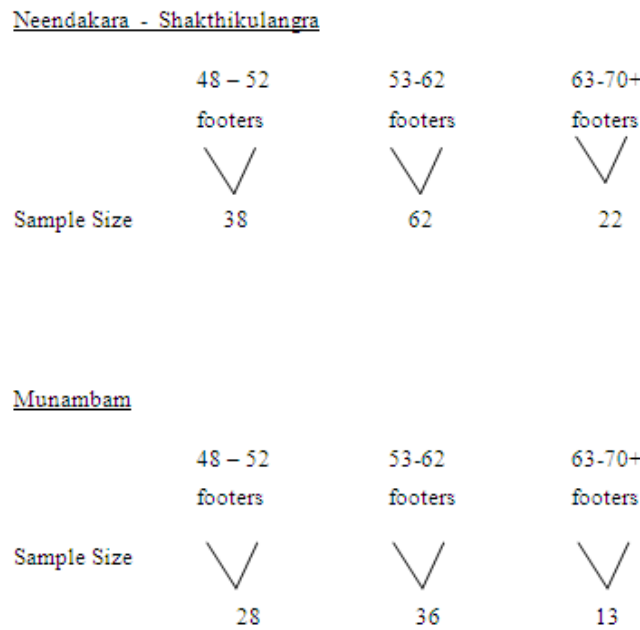 Neendakara - Shakthikulangra
48 – 52 53-62 63-70+
footers footers footers
Sample Size 38 62 22
Munambam
48 – 52 53-62 63-70+
footers footers footers
Sample Size
28 36 13